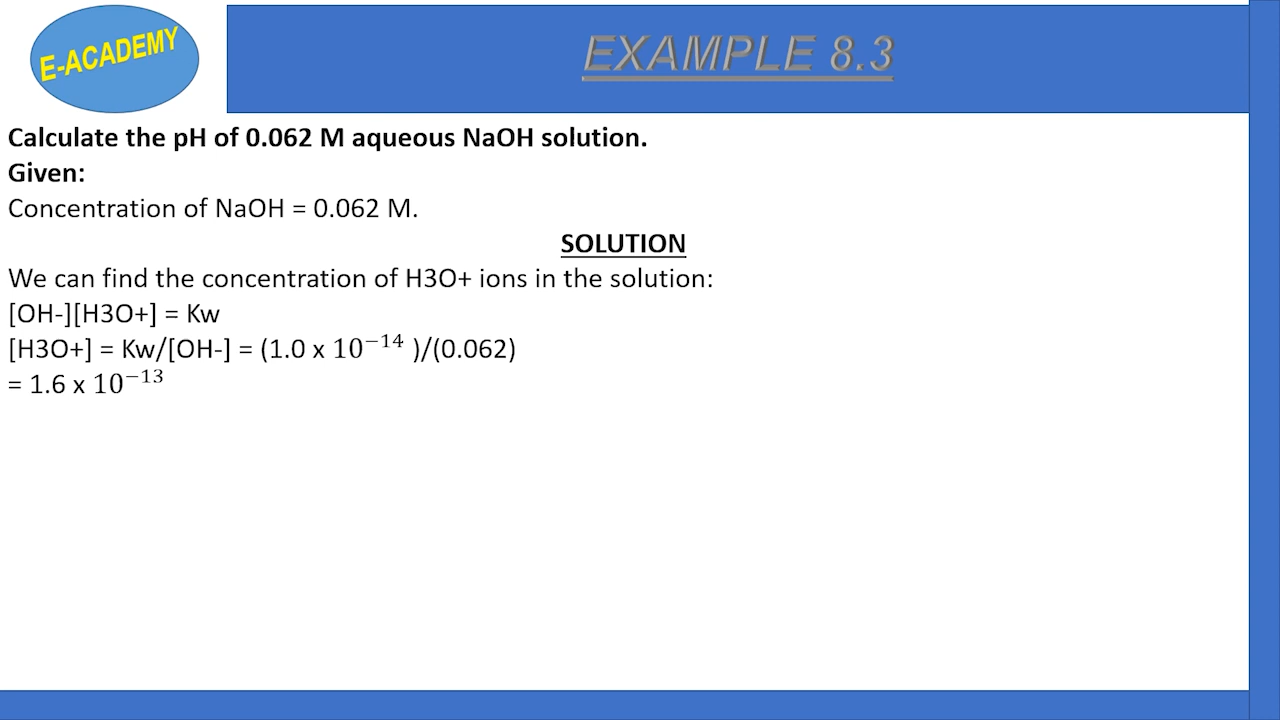 E-ACADEMY
EXAMPLE 8.3
Calculate the pH of 0.062 M aqueous NaOH solution.
Given:
Concentration of NaOH = 0.062 M.
SOLUTION
We can find the concentration of H3O+ ions in the solution:
[OH-][H3O+] = Kw
[H3O+] = Kw/[OH-] = (1.0 x 10⁻¹⁴ )/(0.062)
= 1.6 x 10⁻¹³